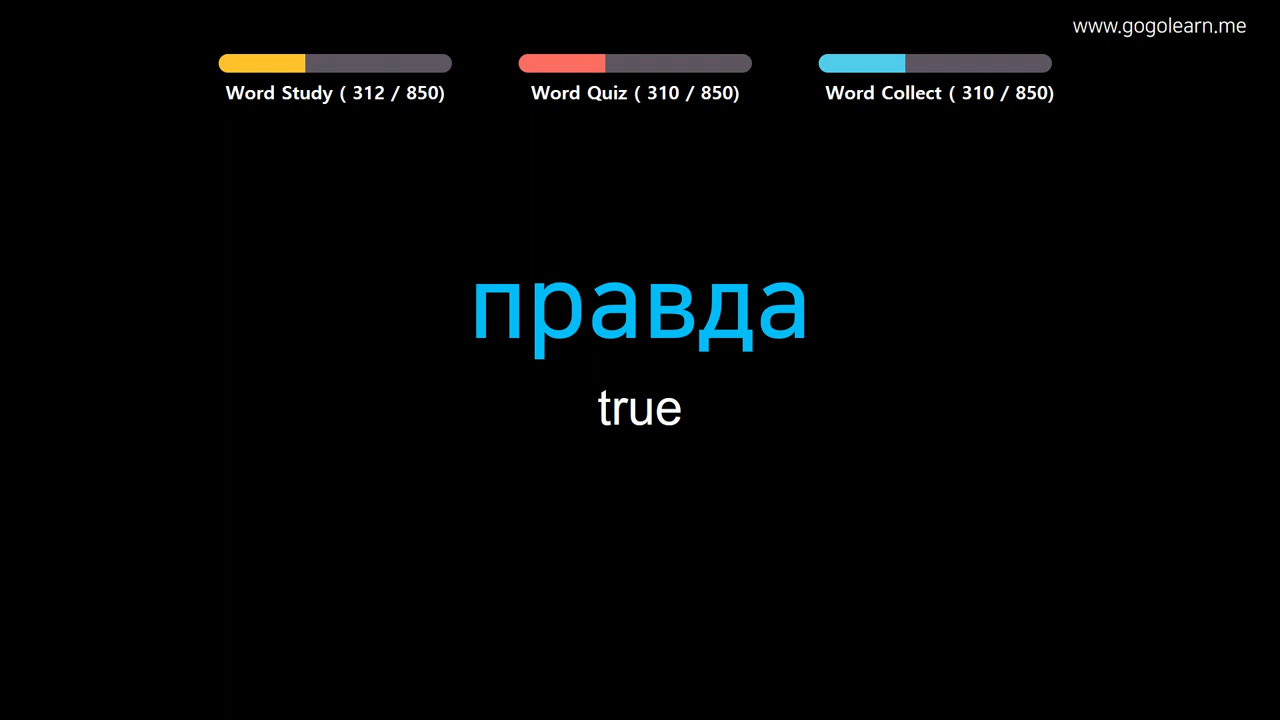 www.gogolearn.me
Word Study ( 312 / 850)
Word Quiz ( 310 / 850)
Word Collect ( 310 / 850)
правда
true